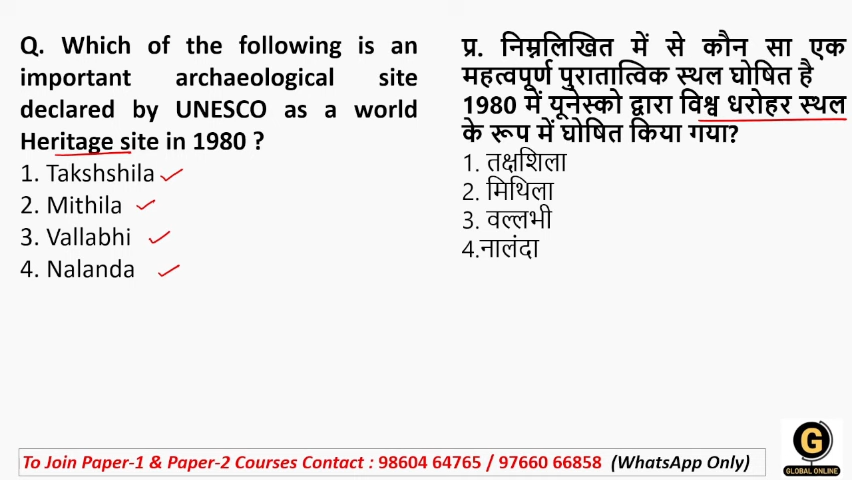 Q. Which of the following is an
important archaeological site
declared by UNESCO as a world
Heritage site in 1980 ?
1. Takshshila
2. Mithila
3. Vallabhi
4. Nalanda
प्र. निम्नलिखित में से कौन सा एक
महत्वपूर्ण पुरातात्विक स्थल घोषित है
1980 में यूनेस्को द्वारा विश्व धरोहर स्थल
के रूप में घोषित किया गया?
1. तक्षशिला
2. मिथिला
3. वल्लभी
4.नालंदा
G
GLOBAL ONLINE
To Join Paper-1 & Paper-2 Courses Contact : 98604 64765 / 97660 66858 (WhatsApp Only)